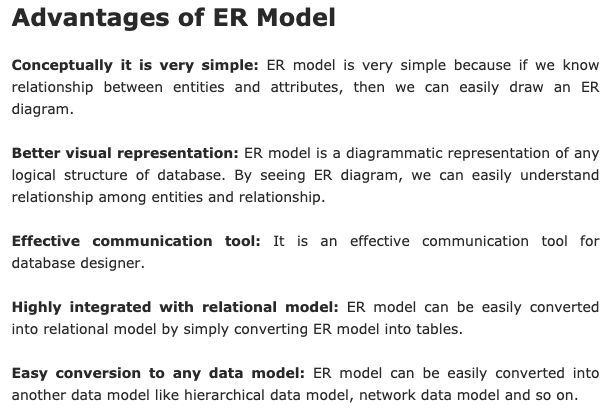 Advantages of ER Model
Conceptually it is very simple: ER model is very simple because if we know
relationship between entities and attributes, then we can easily draw an ER
diagram.
Better visual representation: ER model is a diagrammatic representation of any
logical structure of database. By seeing ER diagram, we can easily understand
relationship among entities and relationship.
Effective communication tool: It is an effective communication tool for
database designer.
Highly integrated with relational model: ER model can be easily converted
into relational model by simply converting ER model into tables.
Easy conversion to any data model: ER model can be easily converted into
another data model like hierarchical data model, network data model and so on.